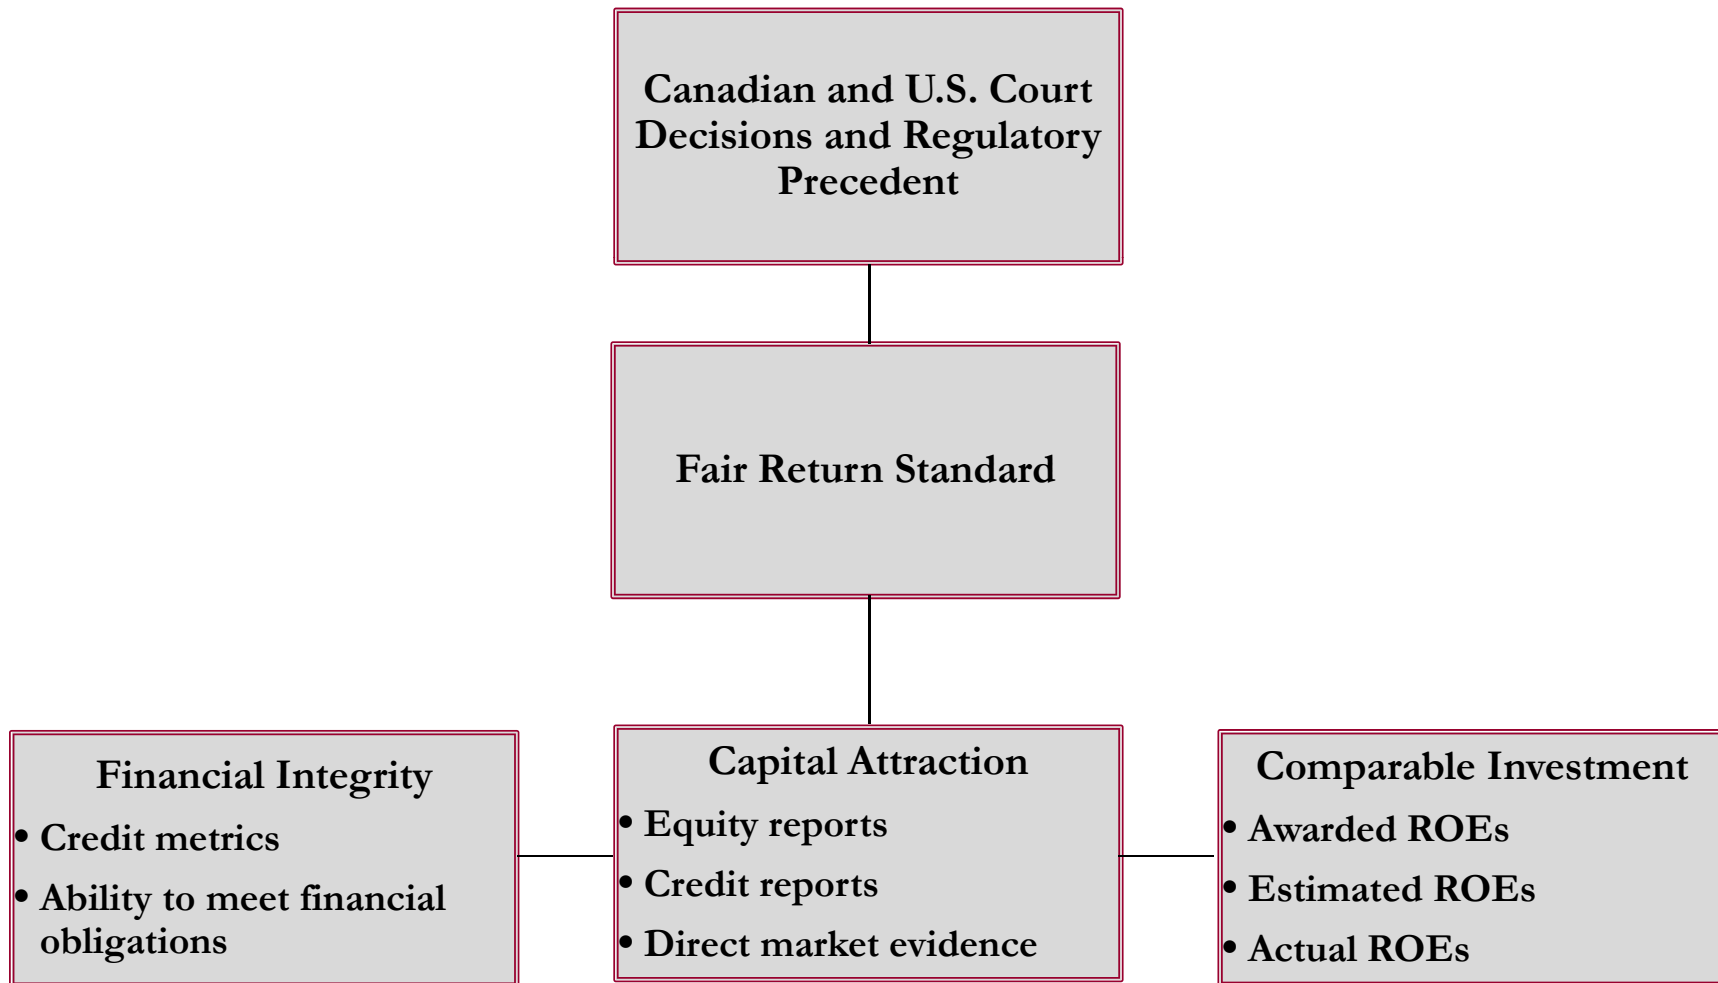 Canadian and U.S. Court
Decisions and Regulatory
Precedent
Fair Return Standard
Financial Integrity
• Credit metrics
• Ability to meet financial
obligations
Capital Attraction
• Equity reports
• Credit reports
• Direct market evidence
Comparable Investment
• Awarded ROEs
• Estimated ROEs
• Actual ROEs